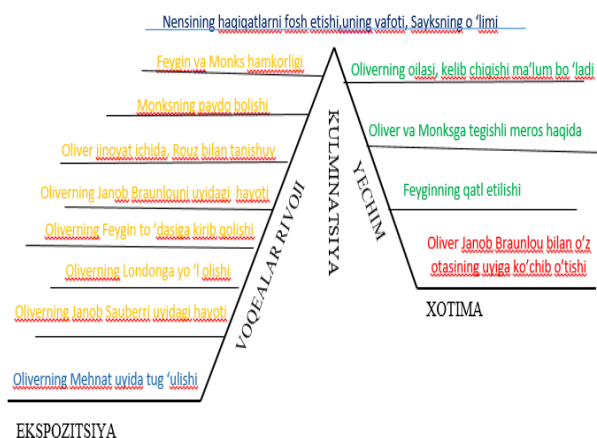 Nensining haqiqatlarni fosh etishi,uning vafoti, Sayksning o 'limi
Feygin va Monks hamkorligi
Monksning paydo bolishi
Oliver jinoyat ichida, Rouz bilan tanishuv
Oliverning Janob Braunlouni uyidagi hayoti
Oliverning Feygin to 'dasiga kirib qolishi
Oliverning Londonga yo 'l olishi
Oliverning Janob Sauberri uyidagi hayoti
Oliverning Mehnat uyida tug 'ulishi
EKSPOZITSIYA
VOQEALAR RIVOJI
KULMINATSIYA
YECHIM
Oliverning oilasi, kelib chiqishi ma'lum bo 'ladi
Oliver va Monksga tegishli meros haqida
Feyginning qatl etilishi
Oliver Janob Braunlou bilan o'z
otasining uyiga ko'chib o'tishi
XOTIMA